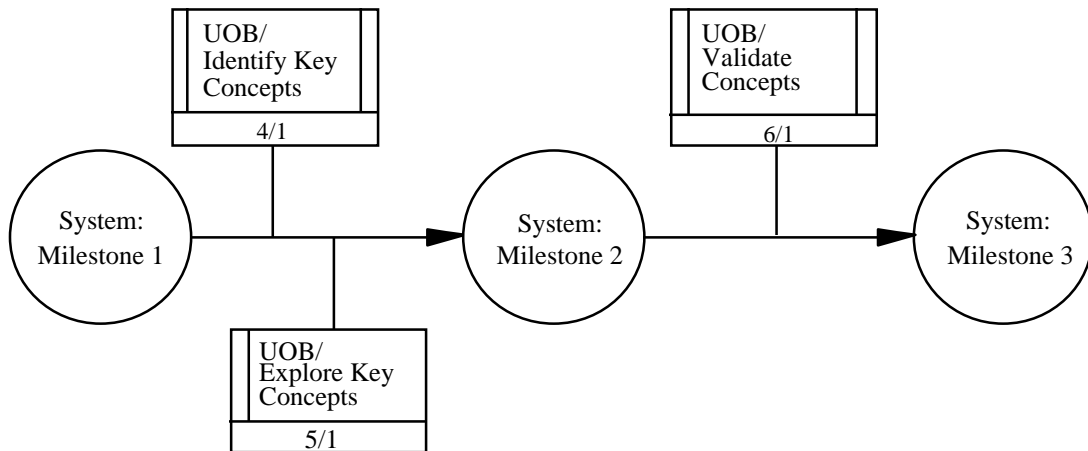 UOB/
Identify Key
Concepts
4/1
UOB/
Validate
Concepts
6/1
System:
Milestone 1
System:
Milestone 2
System:
Milestone 3
UOB/
Explore Key
Concepts
5/1